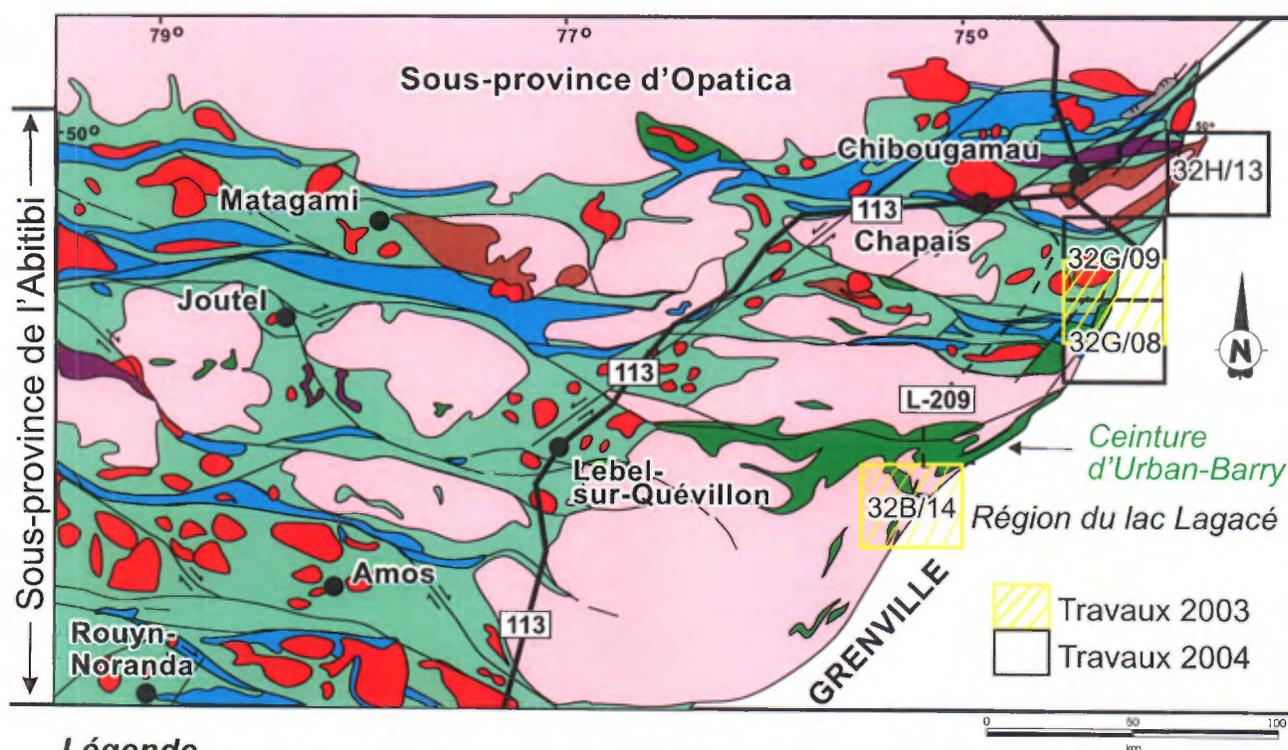 79° 77° 75°
Sous-province d'Opatica
50° 50°
Chibougamau
32H/13
Matagami
113
Chapais
32G/09
Sous-province de l'Abitibi
Joutel
N
32G/08
113
L-209
Ceinture
d'Urban-Barry
Lebel-
sur-Quévillon
32B/14
Région du lac Lagacé
Amos
GRENVILLE
Travaux 2003
113
Rouyn-
Noranda
Travaux 2004
0 50 100
km
Légende